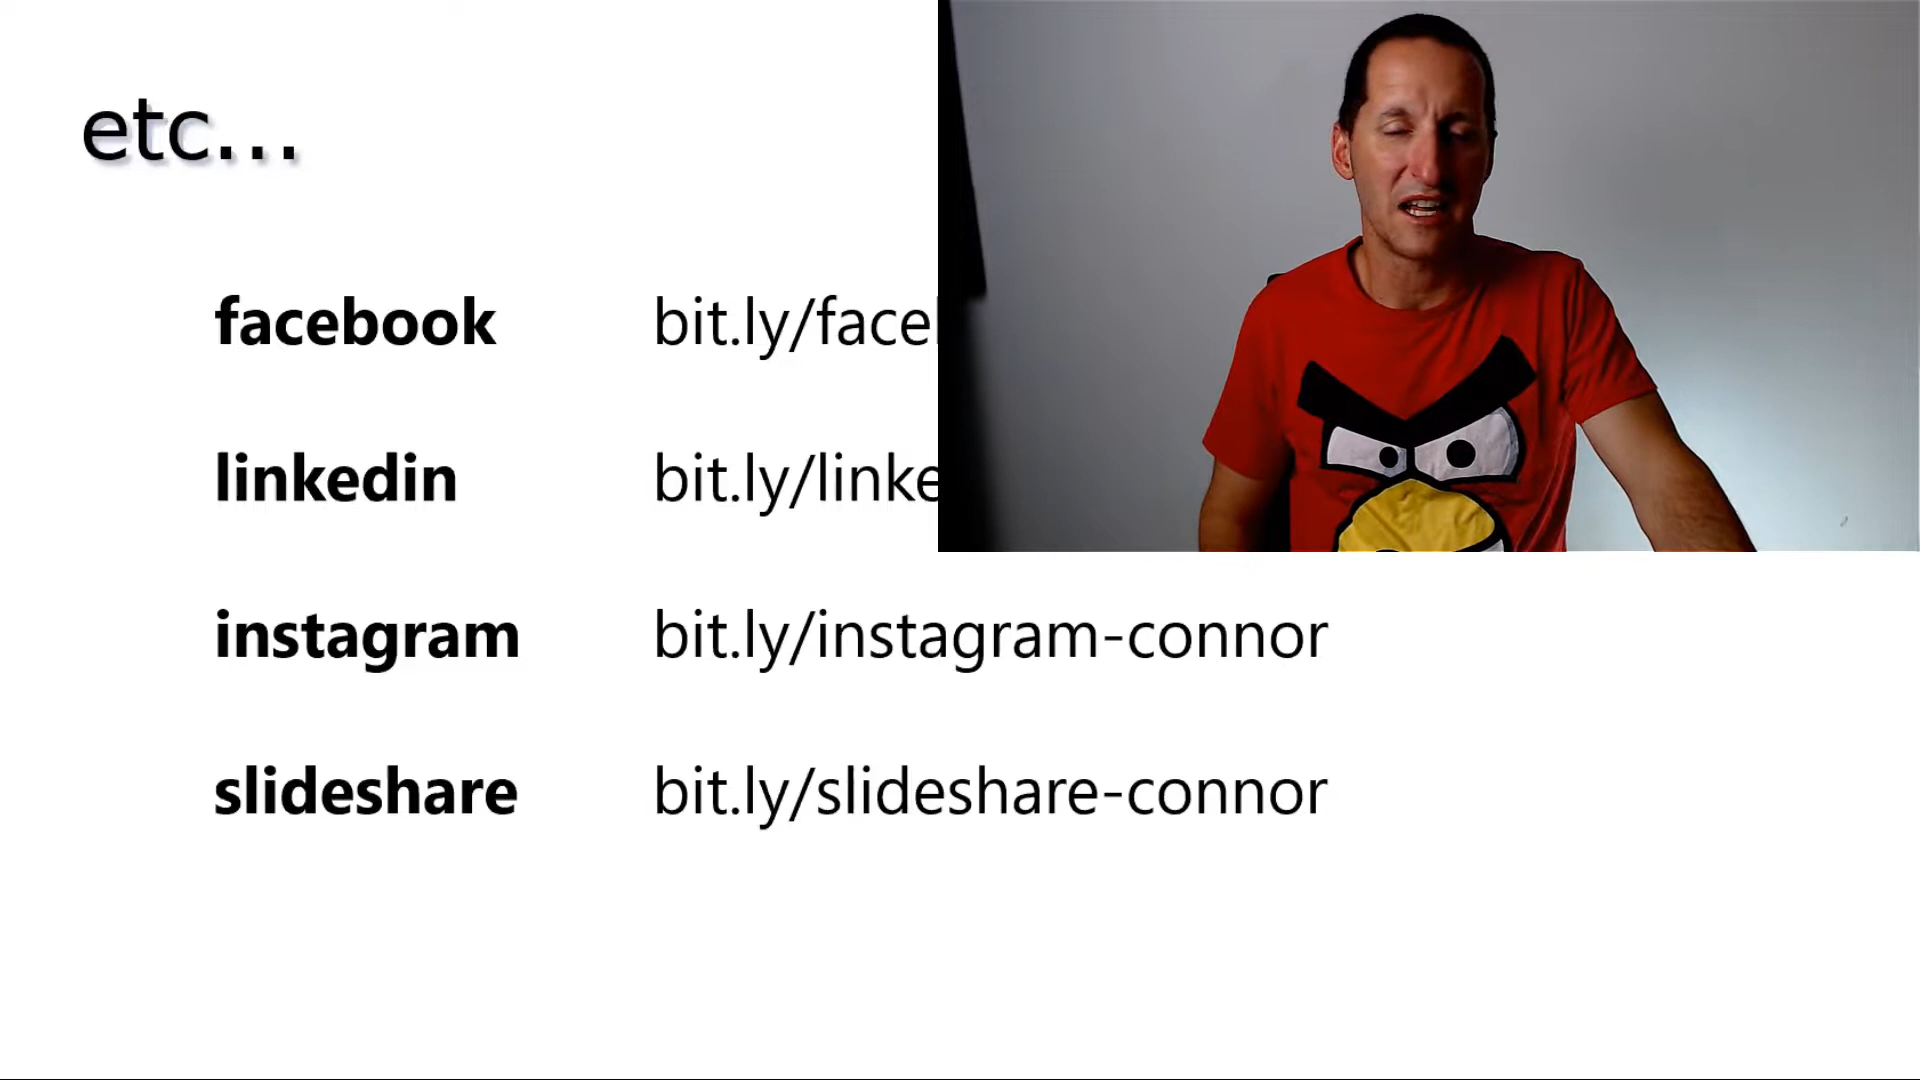 etc...
facebook bit.ly/face
linkedin bit.ly/linke
instagram bit.ly/instagram-connor
slideshare bit.ly/slideshare-connor